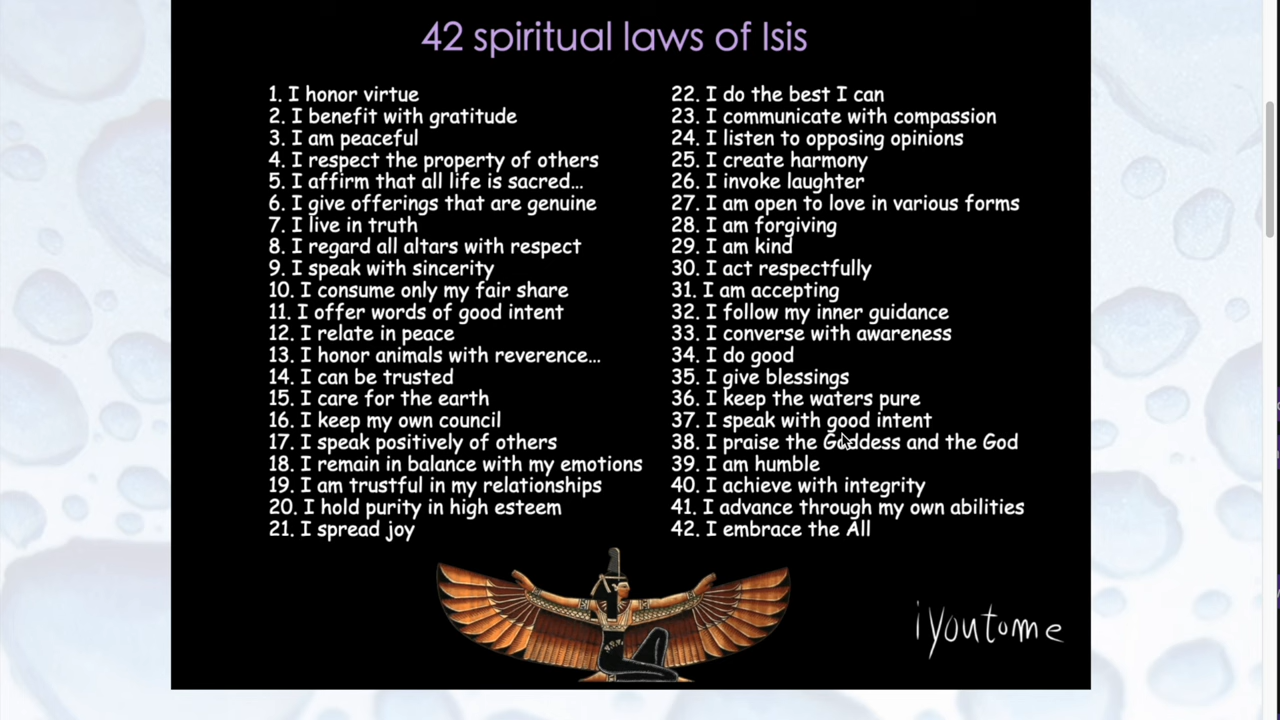 42 spiritual laws of Isis
1. I honor virtue
2. I benefit with gratitude
3. I am peaceful
4. I respect the property of others
5. I affirm that all life is sacred...
6. I give offerings that are genuine
7. I live in truth
8. I regard all altars with respect
9. I speak with sincerity
10. I consume only my fair share
11. I offer words of good intent
12. I relate in peace
13. I honor animals with reverence...
14. I can be trusted
15. I care for the earth
16. I keep my own council
17. I speak positively of others
18. I remain in balance with my emotions
19. I am trustful in my relationships
20. I hold purity in high esteem
21. I spread joy
22. I do the best I can
23. I communicate with compassion
24. I listen to opposing opinions
25. I create harmony
26. I invoke laughter
27. I am open to love in various forms
28. I am forgiving
29. I am kind
30. I act respectfully
31. I am accepting
32. I follow my inner guidance
33. I converse with awareness
34. I do good
35. I give blessings
36. I keep the waters pure
37. I speak with good intent
38. I praise the Goddess and the God
39. I am humble
40. I achieve with integrity
41. I advance through my own abilities
42. I embrace the All
iyoutome